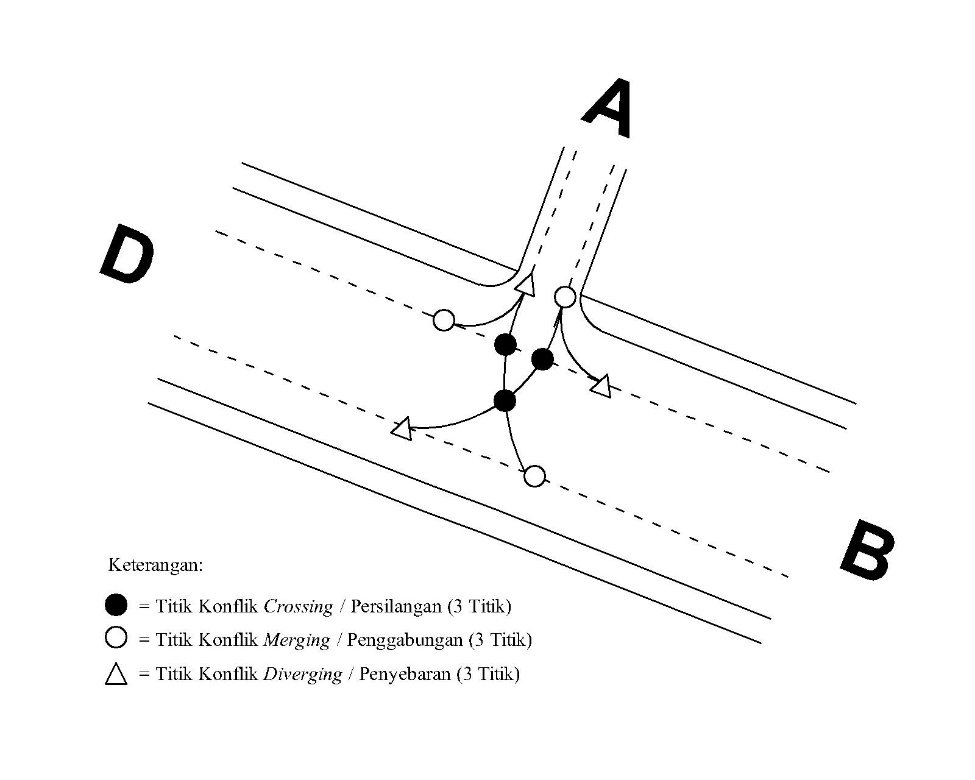 A
D
B
Keterangan:
= Titik Konflik Crossing / Persilangan (3 Titik)
= Titik Konflik Merging / Penggabungan (3 Titik)
= Titik Konflik Diverging / Penyebaran (3 Titik)